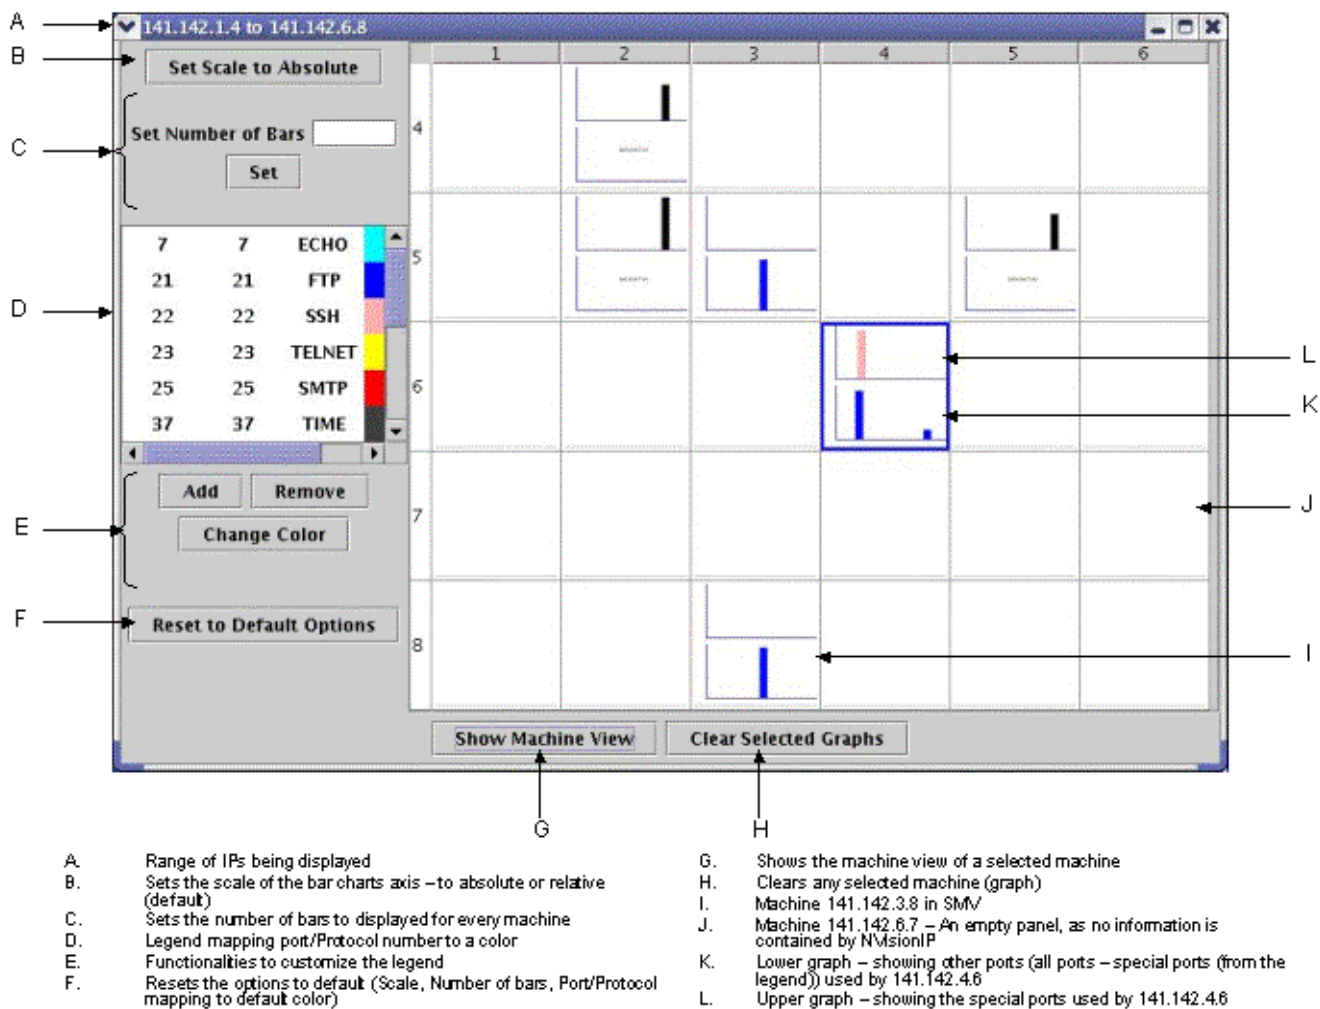 A
141.142.1.4 to 141.142.6.8
B
Set Scale to Absolute
1 2 3 4 5 6
C
Set Number of Bars
Set
4
D
7 7 ECHO
21 21 FTP
22 22 SSH
23 23 TELNET
25 25 SMTP
37 37 TIME
5
6
L
K
E
Add Remove
Change Color
7
J
F
Reset to Default Options
8
I
Show Machine View Clear Selected Graphs
G
H
A. Range of IPs being displayed
B. Sets the scale of the bar charts axis – to absolute or relative
(default)
C. Sets the number of bars to displayed for every machine
D. Legend mapping port/Protocol number to a color
E. Functionalities to customize the legend
F. Resets the options to default (Scale, Number of bars, Port/Protocol
mapping to default color)
G. Shows the machine view of a selected machine
H. Clears any selected machine (graph)
I. Machine 141.142.3.8 in SMV
J. Machine 141.142.6.7 – An empty panel, as no information is
contained by NVisionIP
K. Lower graph – showing other ports (all ports – special ports (from the
legend)) used by 141.142.4.6
L. Upper graph – showing the special ports used by 141.142.4.6